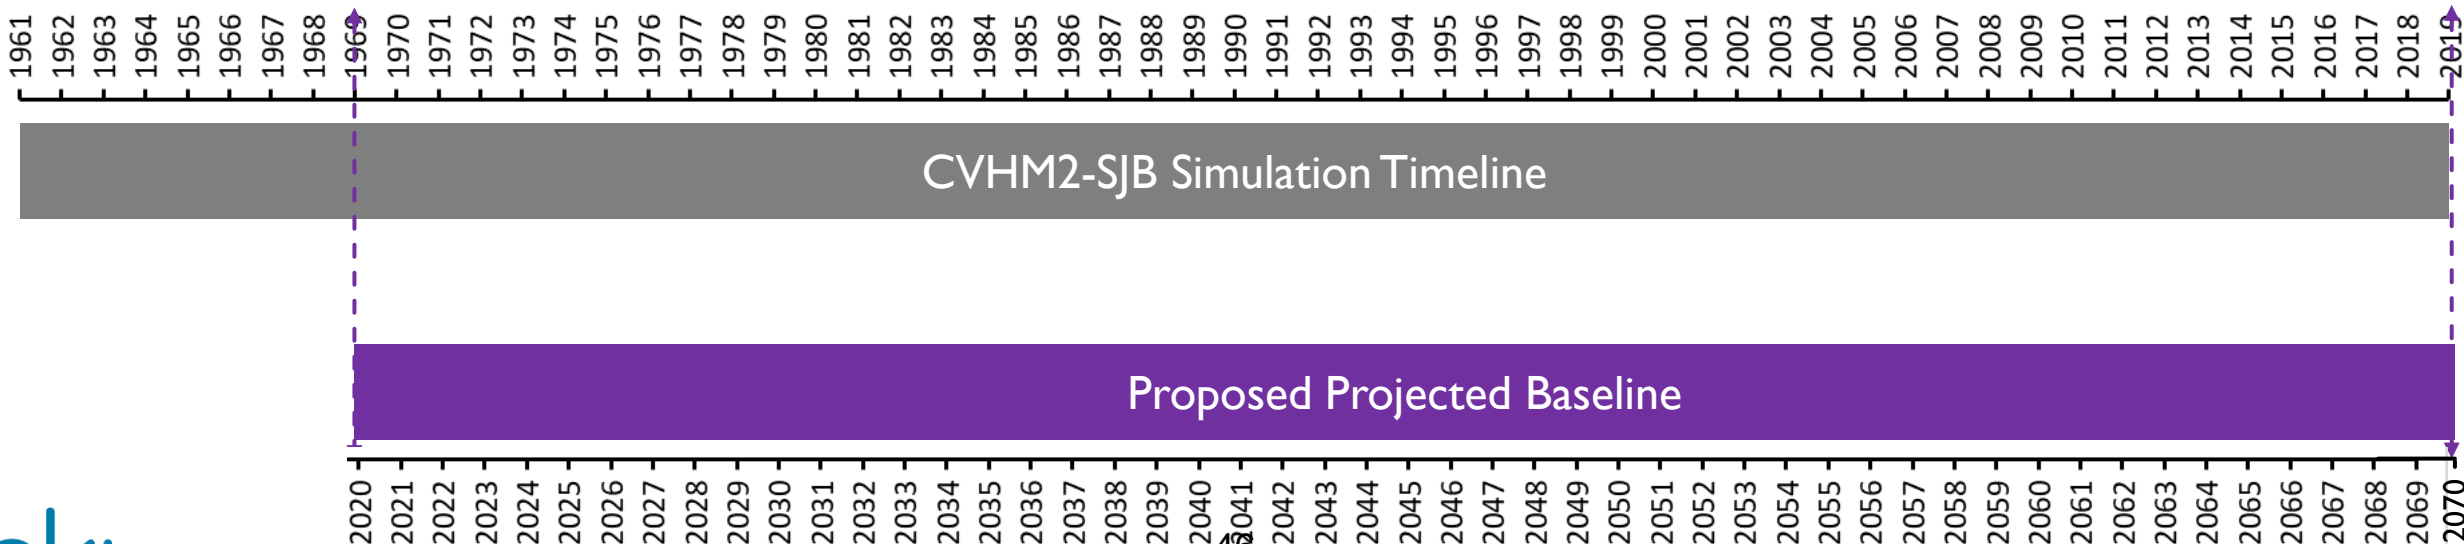 1961 1962 1963 1964 1965 1966 1967 1968 1969 1970 1971 1972 1973 1974 1975 1976 1977 1978 1979 1980 1981 1982 1983 1984 1985 1986 1987 1988 1989 1990 1991 1992 1993 1994 1995 1996 1997 1998 1999 2000 2001 2002 2003 2004 2005 2006 2007 2008 2009 2010 2011 2012 2013 2014 2015 2016 2017 2018 2019
CVHM2-SJB Simulation Timeline
Proposed Projected Baseline
2020 2021 2022 2023 2024 2025 2026 2027 2028 2029 2030 2031 2032 2033 2034 2035 2036 2037 2038 2039 2040 2041 2042 2043 2044 2045 2046 2047 2048 2049 2050 2051 2052 2053 2054 2055 2056 2057 2058 2059 2060 2061 2062 2063 2064 2065 2066 2067 2068 2069 2070